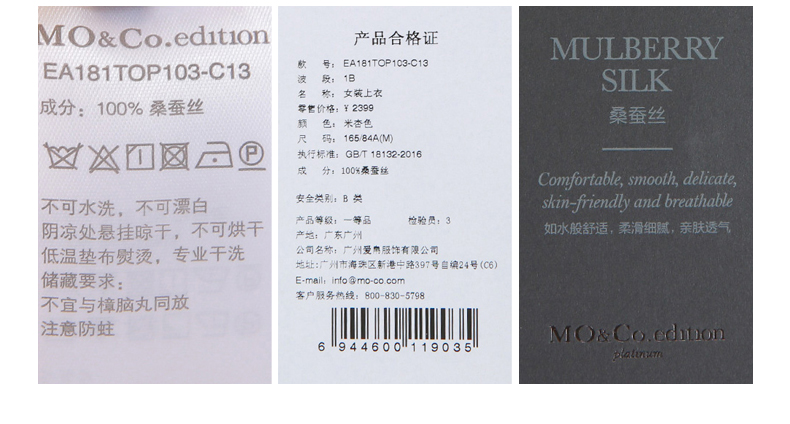 MO&Co.edition
EA181TOP103-C13
成分：100% 桑蚕丝
P
不可水洗，不可漂白
阴凉处悬挂晾干，不可烘干
低温垫布熨烫，专业干洗
储藏要求：
不宜与樟脑丸同放
注意防蛀
产品合格证
款 号：EA181TOP103-C13
波 段：1B
名 称：女装上衣
零售价格：¥ 2399
颜 色：米杏色
尺 码：165/84A(M)
执行标准：GB/T 18132-2016
成 分：100%桑蚕丝
安全类别：B 类
产品等级：一等品 检验员：3
产地：广东广州
公司名称：广州爱帛服饰有限公司
地址：广州市海珠区新港中路397号自编24号(C6)
E-mail：info@mo-co.com
客户服务热线：800-830-5798
6 944600 119035
MULBERRY
SILK
桑蚕丝
Comfortable, smooth, delicate,
skin-friendly and breathable
如水般舒适，柔滑细腻，亲肤透气
MO&Co.edition
platinum